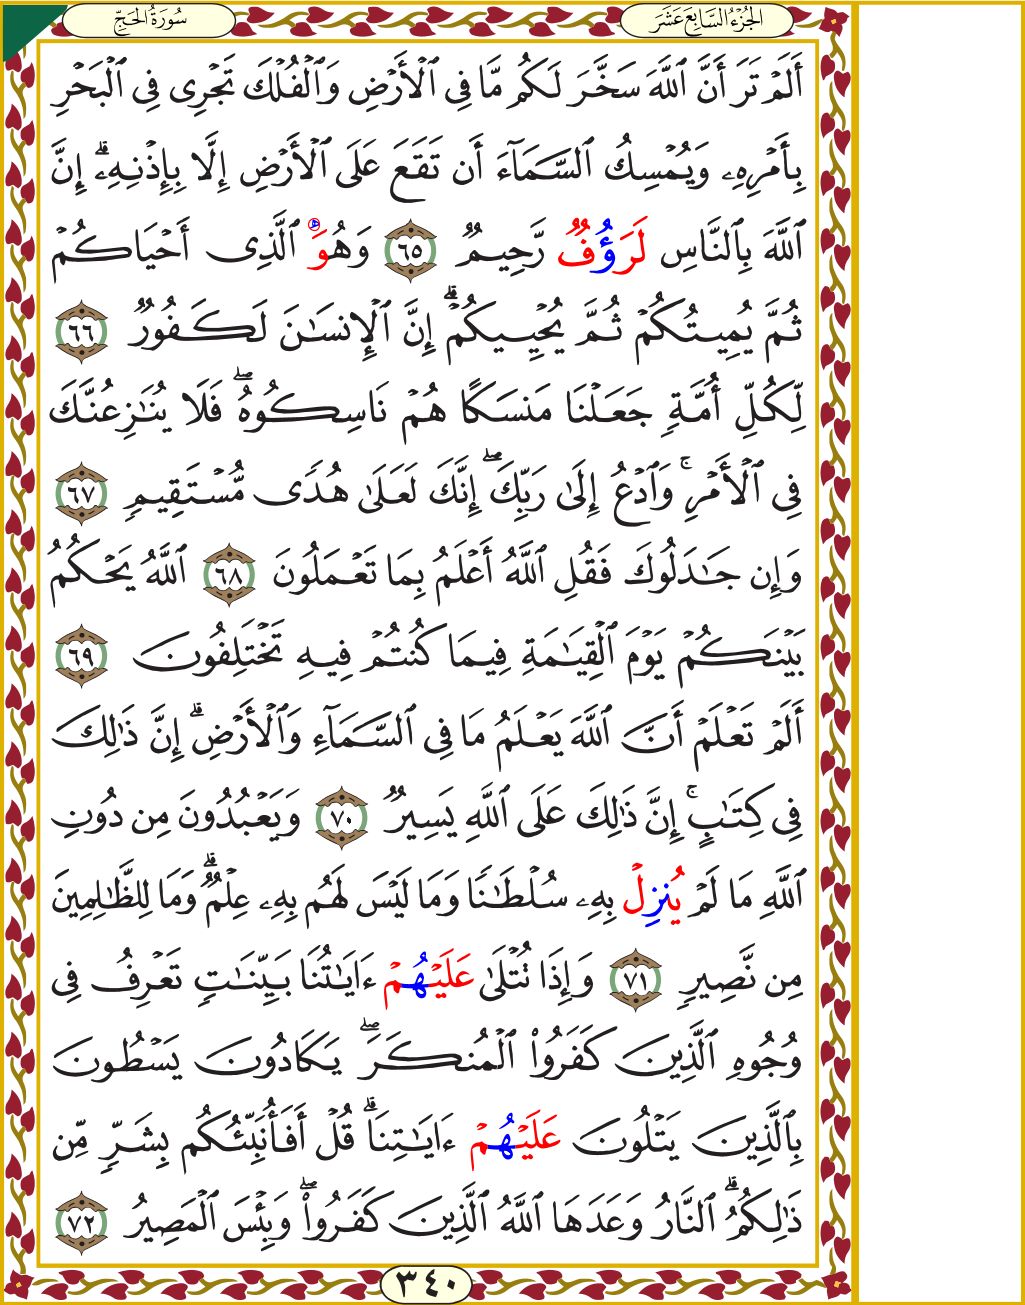 سُورَةُ الحَجِّ
الجُزْءُ السَّابِعَ عَشَرَ
أَلَمۡ تَرَ أَنَّ ٱللَّهَ سَخَّرَ لَكُم مَّا فِي ٱلۡأَرۡضِ وَٱلۡفُلۡكَ تَجۡرِي فِي ٱلۡبَحۡرِ
بِأَمۡرِهِۦ وَيُمۡسِكُ ٱلسَّمَآءَ أَن تَقَعَ عَلَى ٱلۡأَرۡضِ إِلَّا بِإِذۡنِهِۦٓۗ إِنَّ
ٱللَّهَ بِٱلنَّاسِ لَرَؤُفٞ رَّحِيمٞ ٦٥ وَهُوَ ٱلَّذِيٓ أَحۡيَاكُمۡ
ثُمَّ يُمِيتُكُمۡ ثُمَّ يُحۡيِيكُمۡۗ إِنَّ ٱلۡإِنسَٰنَ لَكَفُورٞ ٦٦
لِّكُلِّ أُمَّةٖ جَعَلۡنَا مَنسَكًا هُمۡ نَاسِكُوهُۖ فَلَا يُنَٰزِعُنَّكَ
فِي ٱلۡأَمۡرِۚ وَٱدۡعُ إِلَىٰ رَبِّكَۖ إِنَّكَ لَعَلَىٰ هُدٗى مُّسۡتَقِيمٖ ٦٧
وَإِن جَٰدَلُوكَ فَقُلِ ٱللَّهُ أَعۡلَمُ بِمَا تَعۡمَلُونَ ٦٨ ٱللَّهُ يَحۡكُمُ
بَيۡنَكُمۡ يَوۡمَ ٱلۡقِيَٰمَةِ فِيمَا كُنتُمۡ فِيهِ تَخۡتَلِفُونَ ٦٩
أَلَمۡ تَعۡلَمۡ أَنَّ ٱللَّهَ يَعۡلَمُ مَا فِي ٱلسَّمَآءِ وَٱلۡأَرۡضِۚ إِنَّ ذَٰلِكَ
فِي كِتَٰبٍۚ إِنَّ ذَٰلِكَ عَلَى ٱللَّهِ يَسِيرٞ ٧٠ وَيَعۡبُدُونَ مِن دُونِ
ٱللَّهِ مَا لَمۡ يُنزِلۡ بِهِۦ سُلۡطَٰنٗا وَمَا لَيۡسَ لَهُم بِهِۦ عِلۡمٞۗ وَمَا لِلظَّٰلِمِينَ
مِن نَّصِيرٖ ٧١ وَإِذَا تُتۡلَىٰ عَلَيۡهُمۡ ءَايَٰتُنَا بَيِّنَٰتٖ تَعۡرِفُ فِي
وُجُوهِ ٱلَّذِينَ كَفَرُواْ ٱلۡمُنكَرَۖ يَكَادُونَ يَسۡطُونَ
بِٱلَّذِينَ يَتۡلُونَ عَلَيۡهُمۡ ءَايَٰتِنَاۗ قُلۡ أَفَأُنَبِّئُكُم بِشَرّٖ مِّن
ذَٰلِكُمُۚ ٱلنَّارُ وَعَدَهَا ٱللَّهُ ٱلَّذِينَ كَفَرُواْۖ وَبِئۡسَ ٱلۡمَصِيرُ ٧٢
٣٤٠